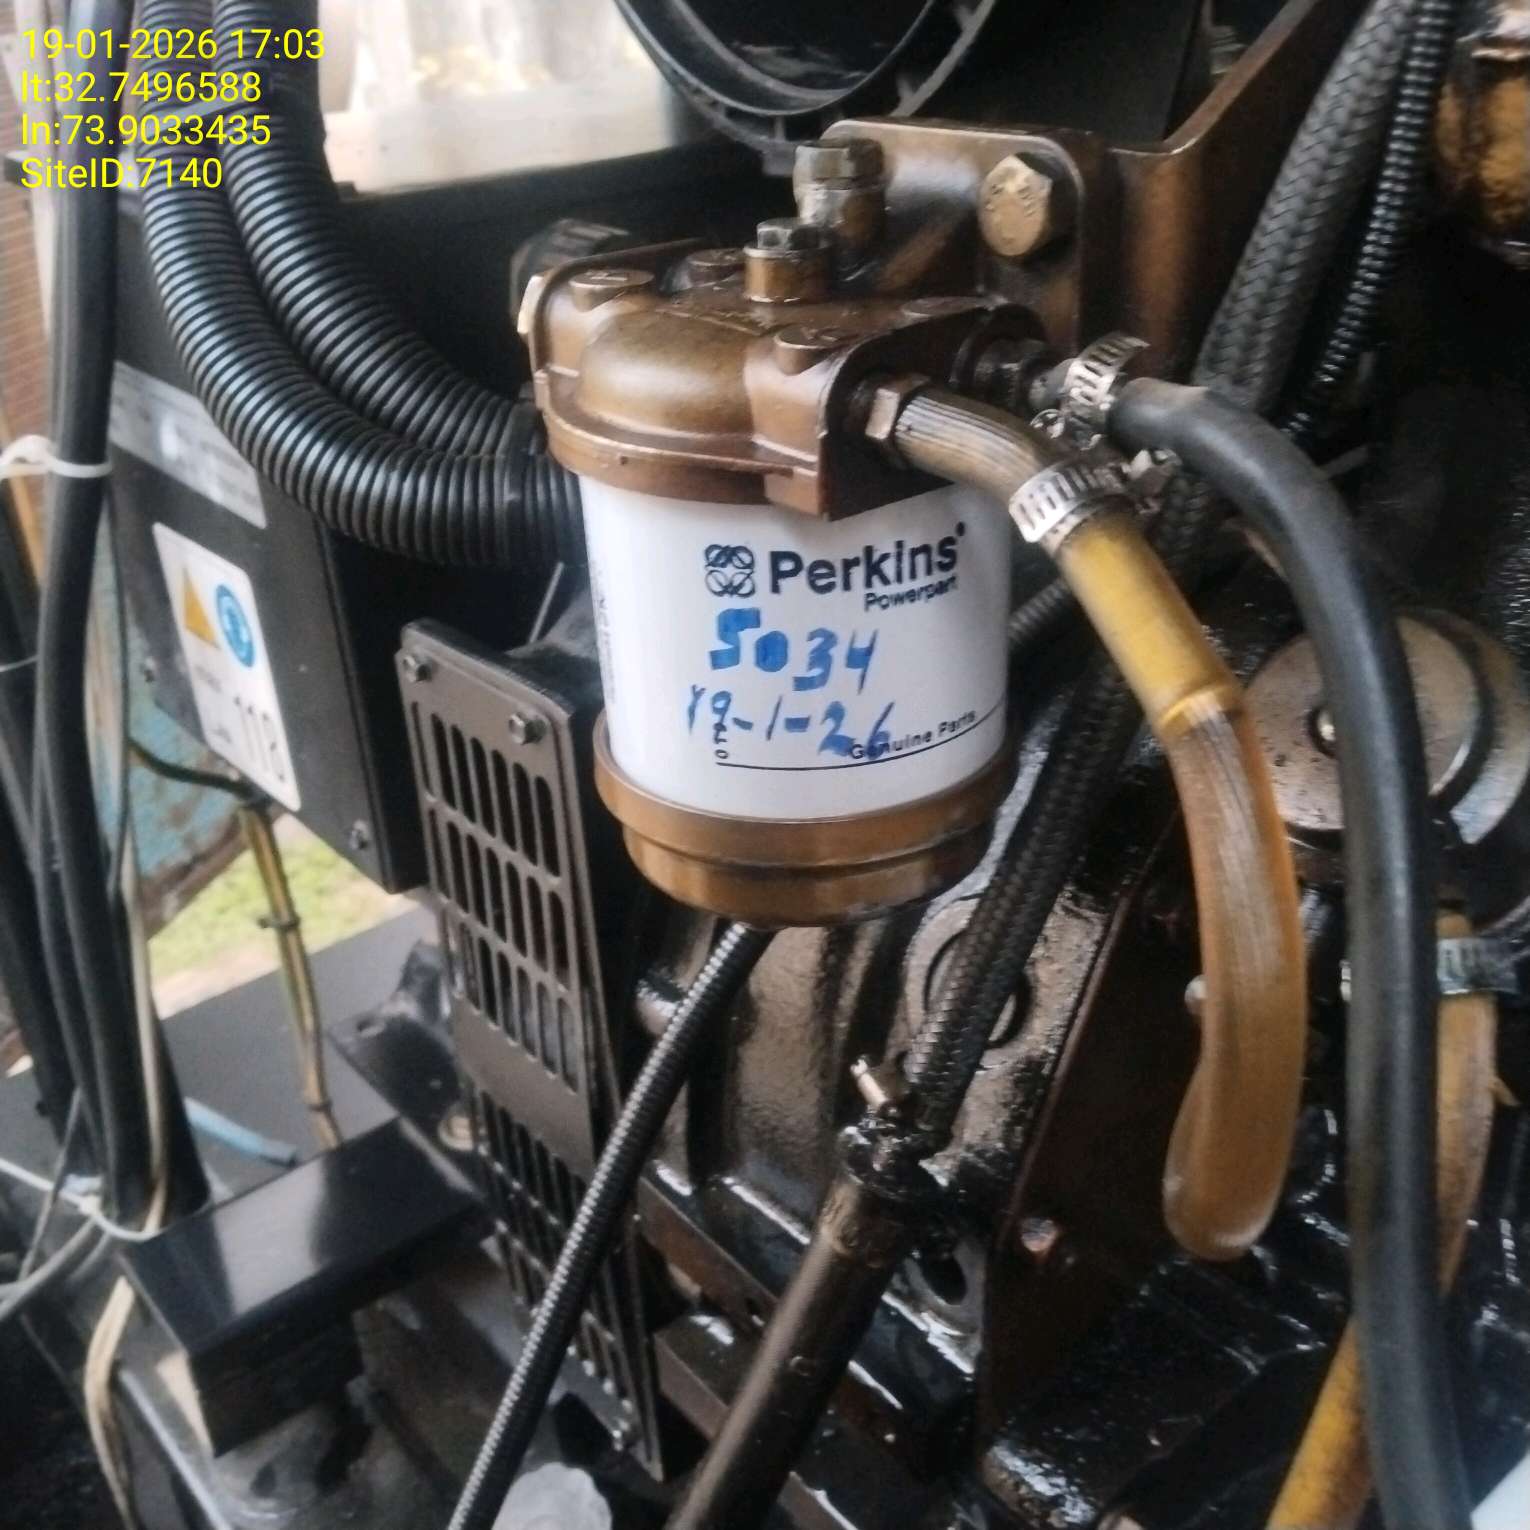 19-01-2026 17:03
lt:32.7496588
ln:73.9033435
SiteID:7140
Perkins
Powerpart
5034
19-1-26
Genuine Parts